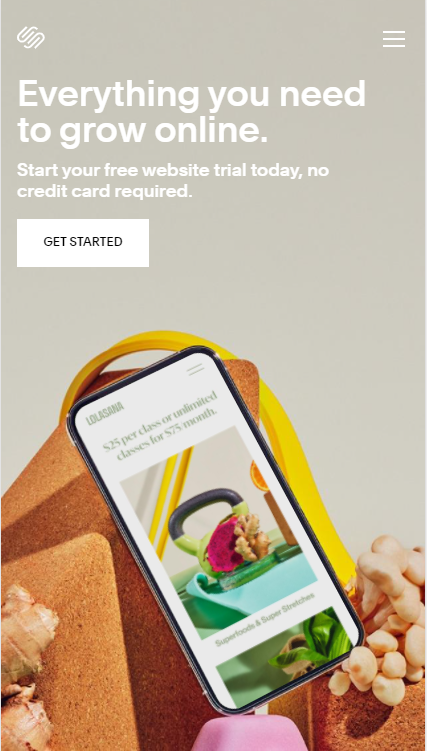 Everything you need
to grow online.
Start your free website trial today, no
credit card required.
GET STARTED
LOLASANA
$25 per class or unlimited
classes for $75/month.
Superfoods & Super Stretches